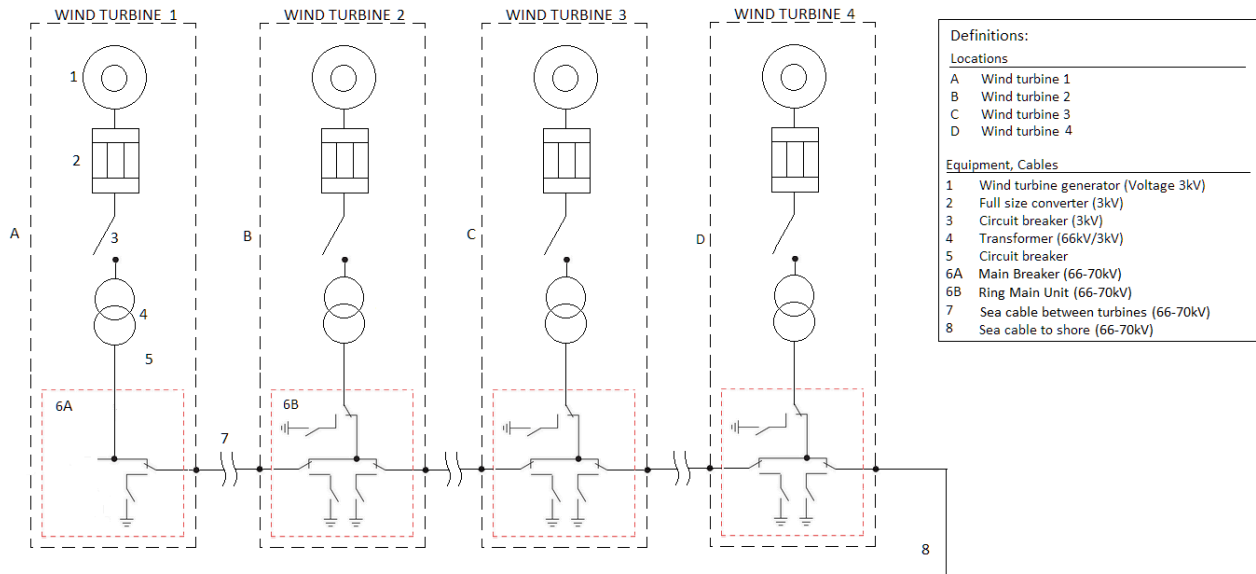 WIND TURBINE 1
WIND TURBINE 2
WIND TURBINE 3
WIND TURBINE 4
1
2
3
A
B
C
D
4
5
6A
6B
7
8
Definitions:
Locations
A Wind turbine 1
B Wind turbine 2
C Wind turbine 3
D Wind turbine 4
Equipment, Cables
1 Wind turbine generator (Voltage 3kV)
2 Full size converter (3kV)
3 Circuit breaker (3kV)
4 Transformer (66kV/3kV)
5 Circuit breaker
6A Main Breaker (66-70kV)
6B Ring Main Unit (66-70kV)
7 Sea cable between turbines (66-70kV)
8 Sea cable to shore (66-70kV)